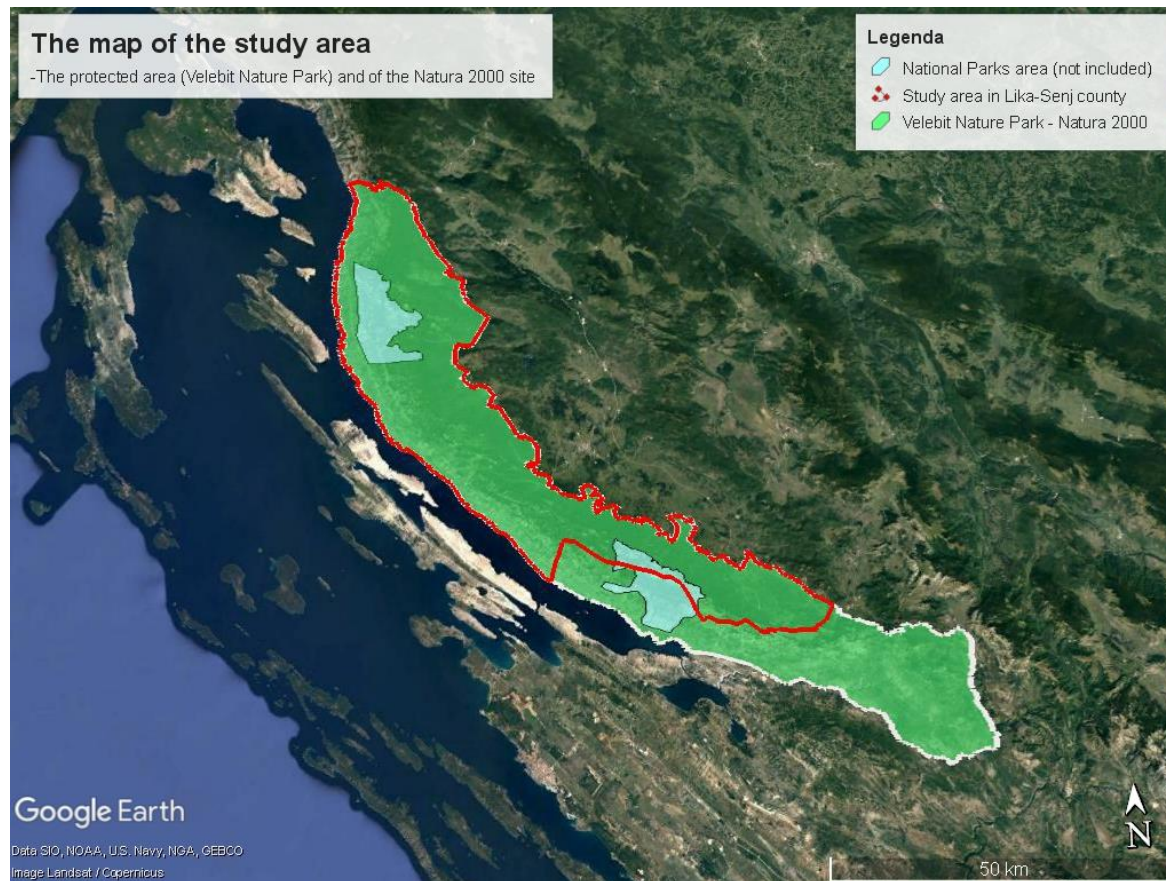 The map of the study area
-The protected area (Velebit Nature Park) and of the Natura 2000 site
Legenda
National Parks area (not included)
Study area in Lika-Senj county
Velebit Nature Park - Natura 2000
Google Earth
Data SIO, NOAA, U.S. Navy, NGA, GEBCO
Image Landsat / Copernicus
N
50 km